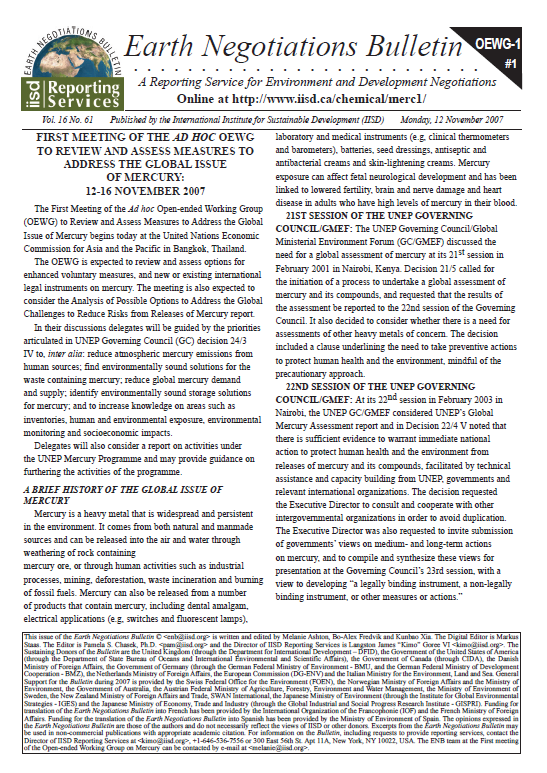 EARTH NEGOTIATIONS BULLETIN
iisd Reporting
Services
Earth Negotiations Bulletin
OEWG-1
#1
A Reporting Service for Environment and Development Negotiations
Online at http://www.iisd.ca/chemical/merc1/
Vol. 16 No. 61 Published by the International Institute for Sustainable Development (IISD) Monday, 12 November 2007
FIRST MEETING OF THE AD HOC OEWG
TO REVIEW AND ASSESS MEASURES TO
ADDRESS THE GLOBAL ISSUE
OF MERCURY:
12-16 NOVEMBER 2007
The First Meeting of the Ad hoc Open-ended Working Group
(OEWG) to Review and Assess Measures to Address the Global
Issue of Mercury begins today at the United Nations Economic
Commission for Asia and the Pacific in Bangkok, Thailand.
The OEWG is expected to review and assess options for
enhanced voluntary measures, and new or existing international
legal instruments on mercury. The meeting is also expected to
consider the Analysis of Possible Options to Address the Global
Challenges to Reduce Risks from Releases of Mercury report.
In their discussions delegates will be guided by the priorities
articulated in UNEP Governing Council (GC) decision 24/3
IV to, inter alia: reduce atmospheric mercury emissions from
human sources; find environmentally sound solutions for the
waste containing mercury; reduce global mercury demand
and supply; identify environmentally sound storage solutions
for mercury; and to increase knowledge on areas such as
inventories, human and environmental exposure, environmental
monitoring and socioeconomic impacts.
Delegates will also consider a report on activities under
the UNEP Mercury Programme and may provide guidance on
furthering the activities of the programme.
A BRIEF HISTORY OF THE GLOBAL ISSUE OF
MERCURY
Mercury is a heavy metal that is widespread and persistent
in the environment. It comes from both natural and manmade
sources and can be released into the air and water through
weathering of rock containing
mercury ore, or through human activities such as industrial
processes, mining, deforestation, waste incineration and burning
of fossil fuels. Mercury can also be released from a number
of products that contain mercury, including dental amalgam,
electrical applications (e.g, switches and fluorescent lamps),
laboratory and medical instruments (e.g, clinical thermometers
and barometers), batteries, seed dressings, antiseptic and
antibacterial creams and skin-lightening creams. Mercury
exposure can affect fetal neurological development and has been
linked to lowered fertility, brain and nerve damage and heart
disease in adults who have high levels of mercury in their blood.
21ST SESSION OF THE UNEP GOVERNING
COUNCIL/GMEF: The UNEP Governing Council/Global
Ministerial Environment Forum (GC/GMEF) discussed the
need for a global assessment of mercury at its 21st session in
February 2001 in Nairobi, Kenya. Decision 21/5 called for
the initiation of a process to undertake a global assessment of
mercury and its compounds, and requested that the results of
the assessment be reported to the 22nd session of the Governing
Council. It also decided to consider whether there is a need for
assessments of other heavy metals of concern. The decision
included a clause underlining the need to take preventive actions
to protect human health and the environment, mindful of the
precautionary approach.
22ND SESSION OF THE UNEP GOVERNING
COUNCIL/GMEF: At its 22nd session in February 2003 in
Nairobi, the UNEP GC/GMEF considered UNEP's Global
Mercury Assessment report and in Decision 22/4 V noted that
there is sufficient evidence to warrant immediate national
action to protect human health and the environment from
releases of mercury and its compounds, facilitated by technical
assistance and capacity building from UNEP, governments and
relevant international organizations. The decision requested
the Executive Director to consult and cooperate with other
intergovernmental organizations in order to avoid duplication.
The Executive Director was also requested to invite submission
of governments' views on medium- and long-term actions
on mercury, and to compile and synthesize these views for
presentation at the Governing Council's 23rd session, with a
view to developing "a legally binding instrument, a non-legally
binding instrument, or other measures or actions."
This issue of the Earth Negotiations Bulletin © <enb@iisd.org> is written and edited by Melanie Ashton, Bo-Alex Fredvik and Kunbao Xia. The Digital Editor is Markus
Staas. The Editor is Pamela S. Chasek, Ph.D. <pam@iisd.org> and the Director of IISD Reporting Services is Langston James "Kimo" Goree VI <kimo@iisd.org>. The
Sustaining Donors of the Bulletin are the United Kingdom (through the Department for International Development – DFID), the Government of the United States of America
(through the Department of State Bureau of Oceans and International Environmental and Scientific Affairs), the Government of Canada (through CIDA), the Danish
Ministry of Foreign Affairs, the Government of Germany (through the German Federal Ministry of Environment - BMU, and the German Federal Ministry of Development
Cooperation - BMZ), the Netherlands Ministry of Foreign Affairs, the European Commission (DG-ENV) and the Italian Ministry for the Environment, Land and Sea. General
Support for the Bulletin during 2007 is provided by the Swiss Federal Office for the Environment (FOEN), the Norwegian Ministry of Foreign Affairs and the Ministry of
Environment, the Government of Australia, the Austrian Federal Ministry of Agriculture, Forestry, Environment and Water Management, the Ministry of Environment of
Sweden, the New Zealand Ministry of Foreign Affairs and Trade, SWAN International, the Japanese Ministry of Environment (through the Institute for Global Environmental
Strategies - IGES) and the Japanese Ministry of Economy, Trade and Industry (through the Global Industrial and Social Progress Research Institute - GISPRI). Funding for
translation of the Earth Negotiations Bulletin into French has been provided by the International Organization of the Francophonie (IOF) and the French Ministry of Foreign
Affairs. Funding for the translation of the Earth Negotiations Bulletin into Spanish has been provided by the Ministry of Environment of Spain. The opinions expressed in
the Earth Negotiations Bulletin are those of the authors and do not necessarily reflect the views of IISD or other donors. Excerpts from the Earth Negotiations Bulletin may
be used in non-commercial publications with appropriate academic citation. For information on the Bulletin, including requests to provide reporting services, contact the
Director of IISD Reporting Services at <kimo@iisd.org>, +1-646-536-7556 or 300 East 56th St. Apt 11A, New York, NY 10022, USA. The ENB team at the First meeting
of the Open-ended Working Group on Mercury can be contacted by e-mail at <melanie@iisd.org>.